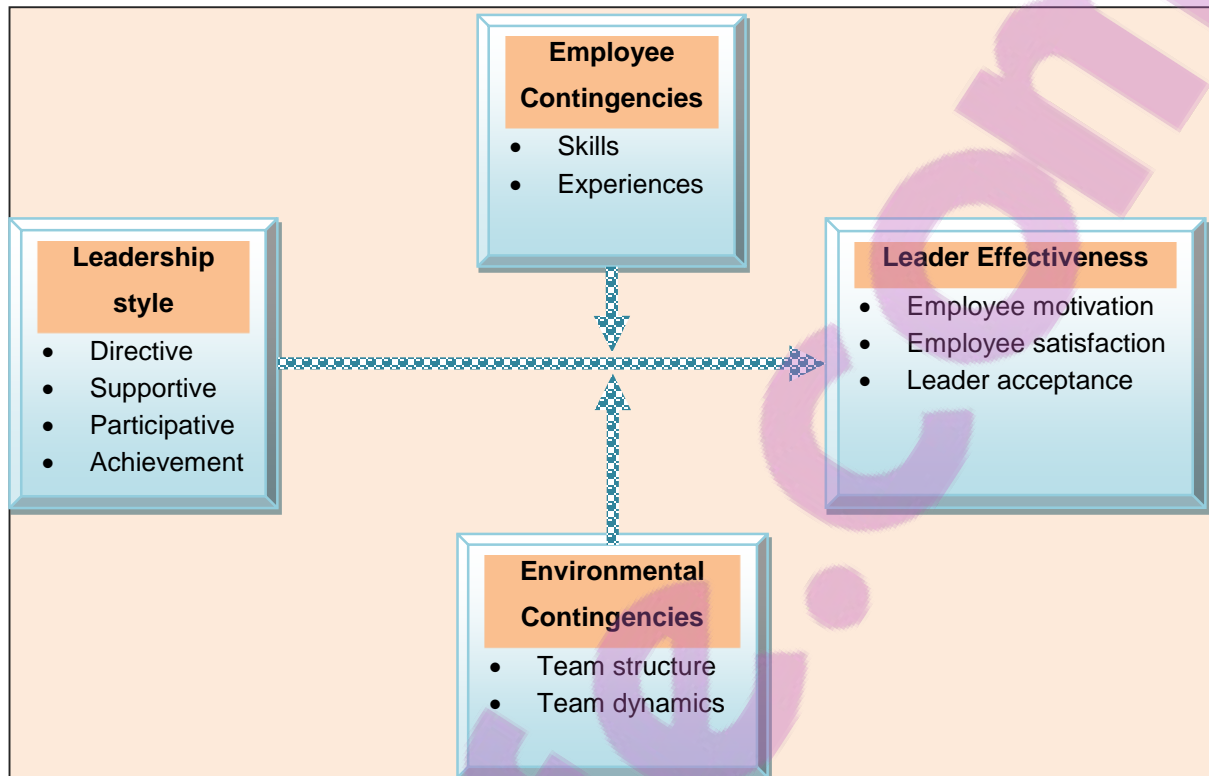 Employee
Contingencies
• Skills
• Experiences
Leadership
style
• Directive
• Supportive
• Participative
• Achievement
Leader Effectiveness
• Employee motivation
• Employee satisfaction
• Leader acceptance
Environmental
Contingencies
• Team structure
• Team dynamics